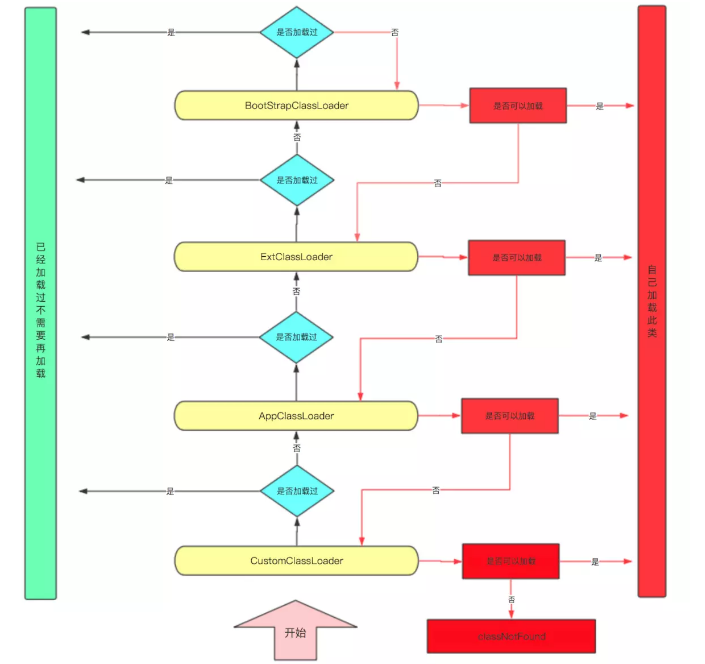 是否加载过
是
否
BootStrapClassLoader
是否可以加载
是
否
是否加载过
是
否
ExtClassLoader
是否可以加载
是
否
是否加载过
是
否
AppClassLoader
是否可以加载
是
否
是否加载过
是
否
CustomClassLoader
是否可以加载
是
否
classNotFound
开始
已经加载过不需要再加载
自己加载此类